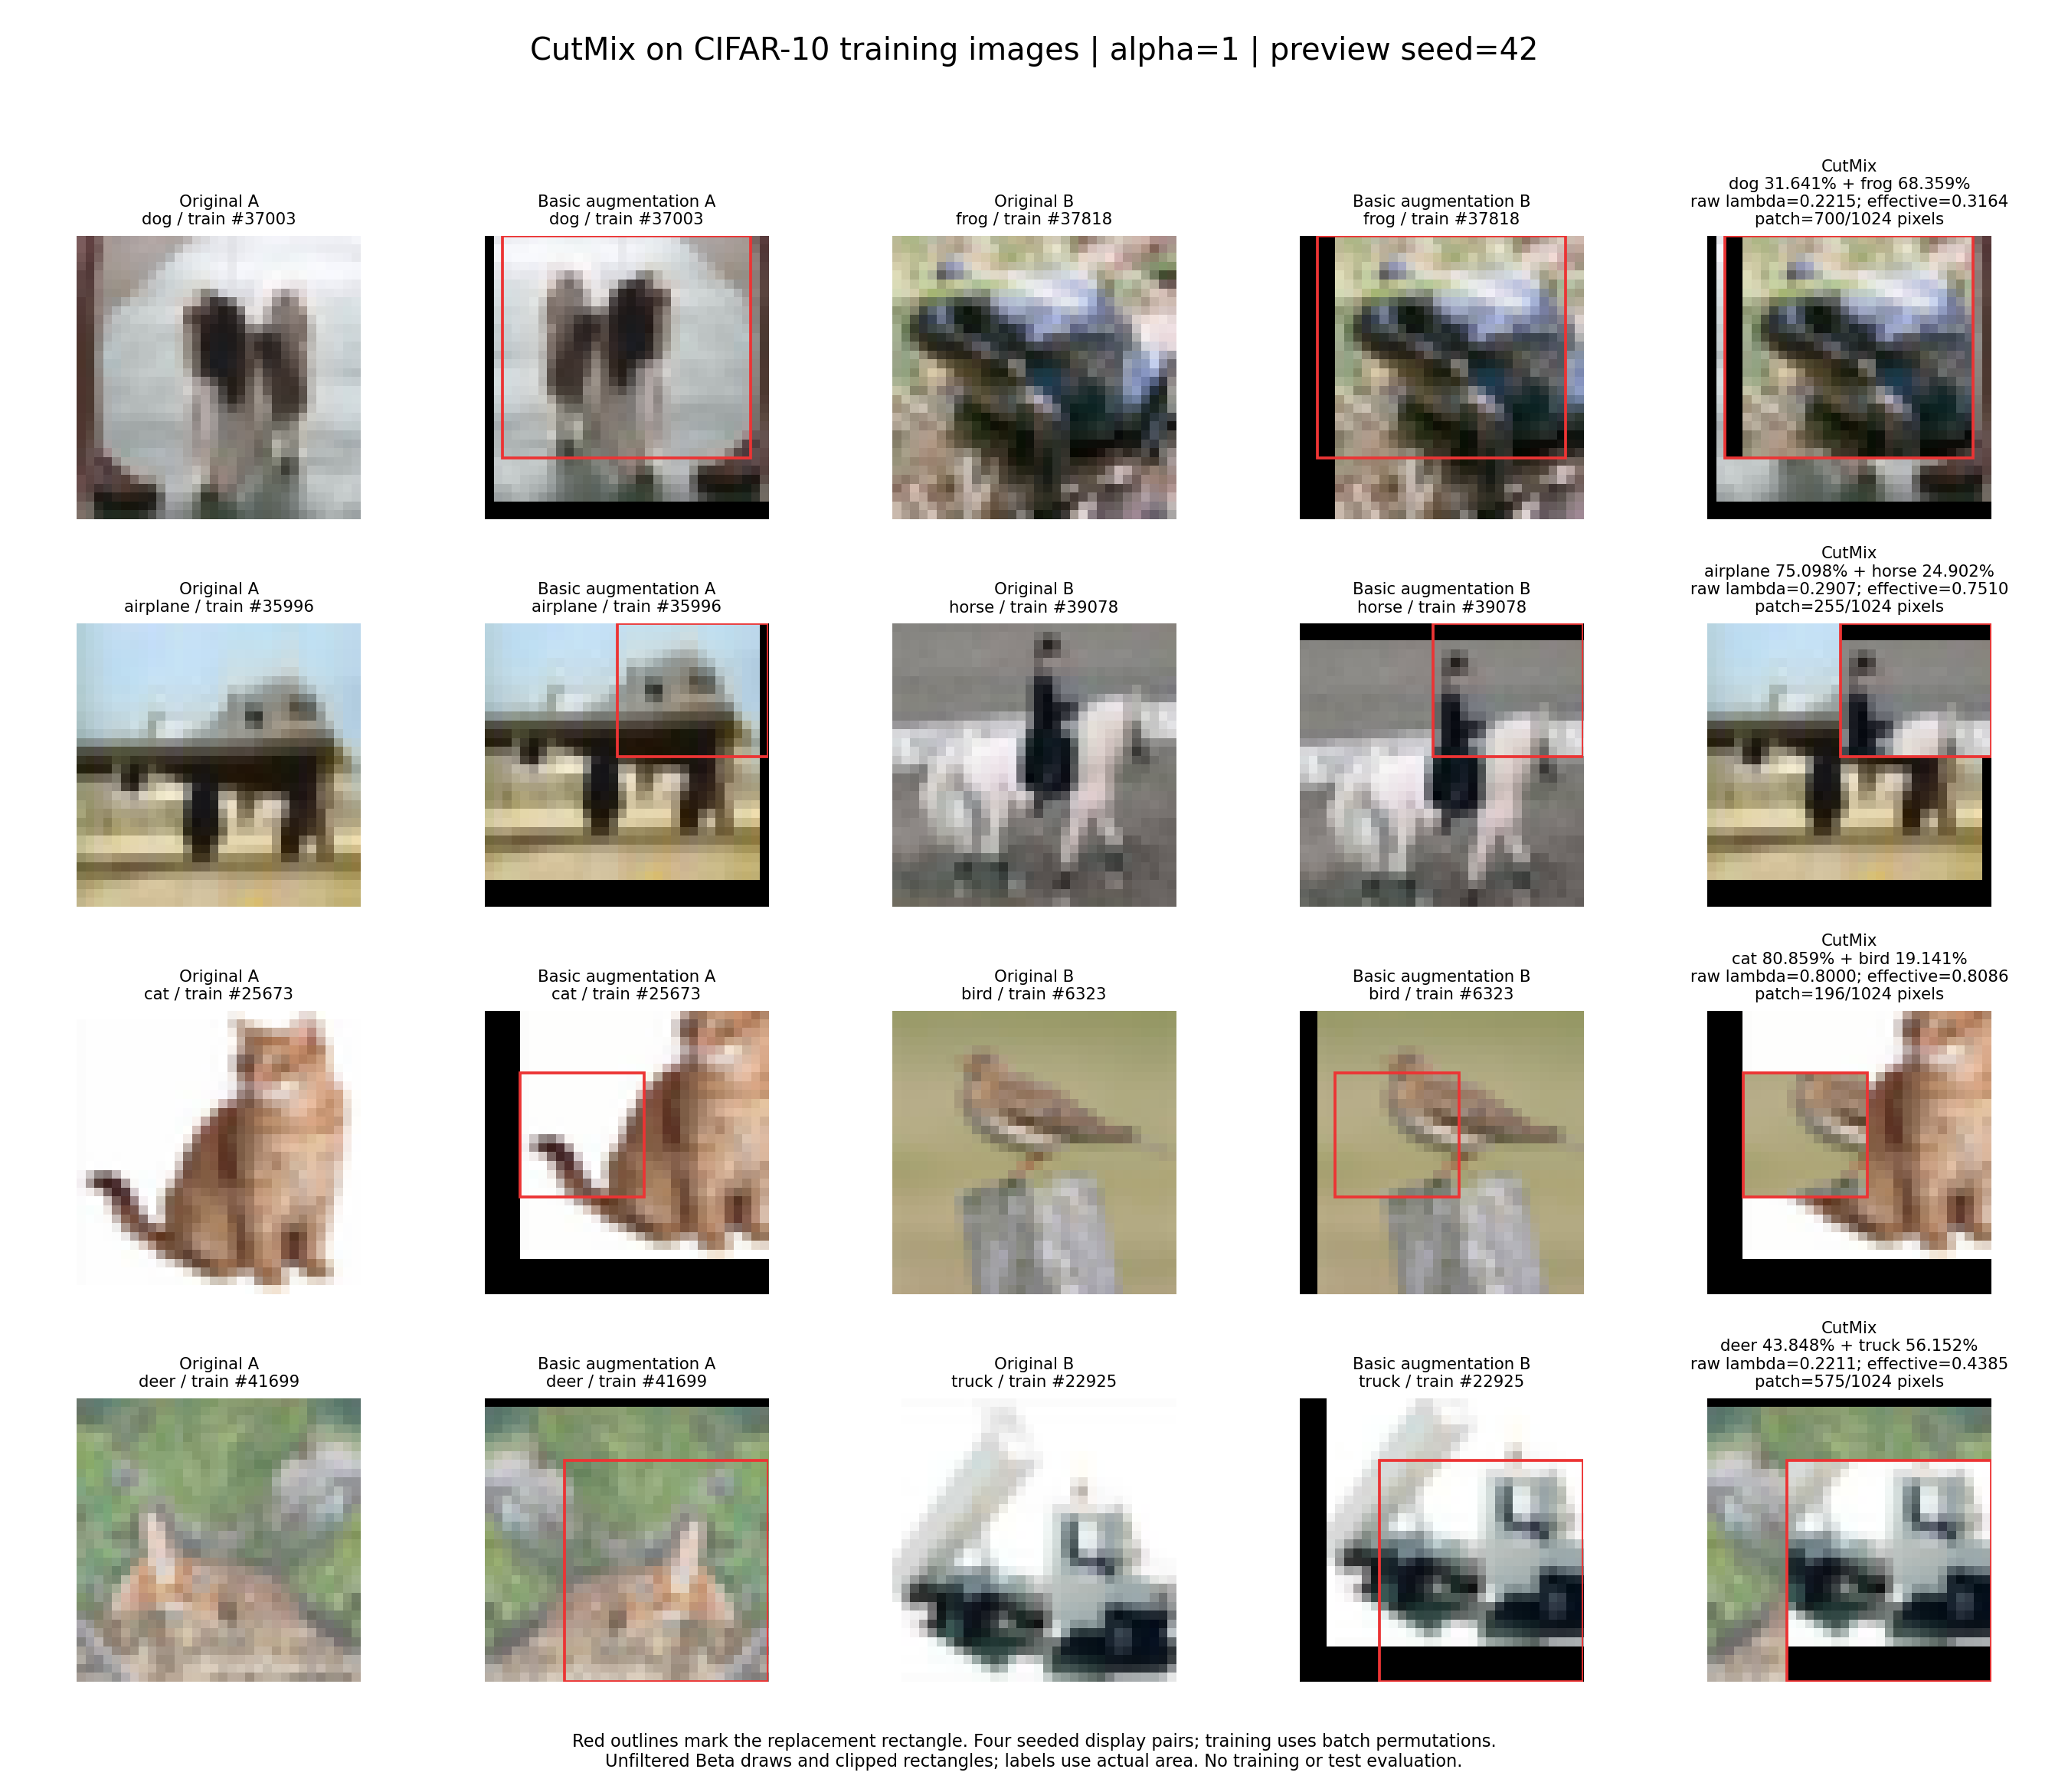 CutMix on CIFAR-10 training images | alpha=1 | preview seed=42
Original A
dog / train #37003
Basic augmentation A
dog / train #37003
Original B
frog / train #37818
Basic augmentation B
frog / train #37818
CutMix
dog 31.641% + frog 68.359%
raw lambda=0.2215; effective=0.3164
patch=700/1024 pixels
Original A
airplane / train #35996
Basic augmentation A
airplane / train #35996
Original B
horse / train #39078
Basic augmentation B
horse / train #39078
CutMix
airplane 75.098% + horse 24.902%
raw lambda=0.2907; effective=0.7510
patch=255/1024 pixels
Original A
cat / train #25673
Basic augmentation A
cat / train #25673
Original B
bird / train #6323
Basic augmentation B
bird / train #6323
CutMix
cat 80.859% + bird 19.141%
raw lambda=0.8000; effective=0.8086
patch=196/1024 pixels
Original A
deer / train #41699
Basic augmentation A
deer / train #41699
Original B
truck / train #22925
Basic augmentation B
truck / train #22925
CutMix
deer 43.848% + truck 56.152%
raw lambda=0.2211; effective=0.4385
patch=575/1024 pixels
Red outlines mark the replacement rectangle. Four seeded display pairs; training uses batch permutations.
Unfiltered Beta draws and clipped rectangles; labels use actual area. No training or test evaluation.